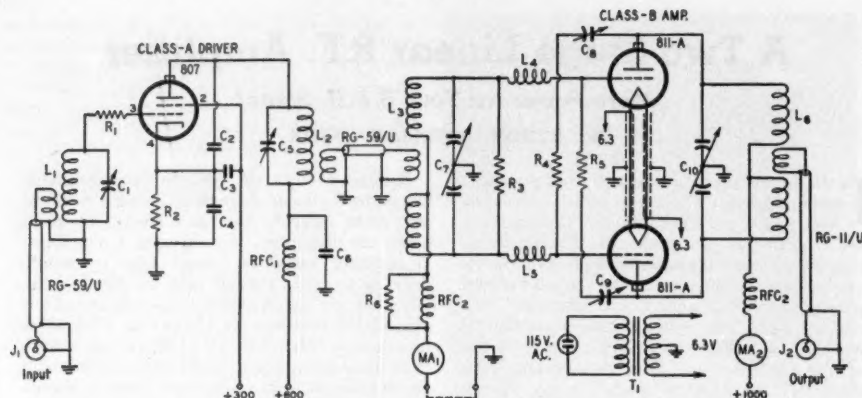 A Two-Stage Linear R.F. Amplifier
CLASS-A DRIVER
807
CLASS-B AMP.
811-A
C8
L4
L3
L6
3
2
4
R1
C2
C5
L2
RG-59/U
L1
C1
C3
R2
C4
C7
R3
R4
R5
6.3
C10
RG-11/U
RFC1
C6
L5
6.3
C9
811-A
RG-59/U
R6
RFC2
RFC2
J1
Input
MA1
115 V.
A.C.
6.3 V.
T1
MA2
J2
Output
+300
+600
+1000